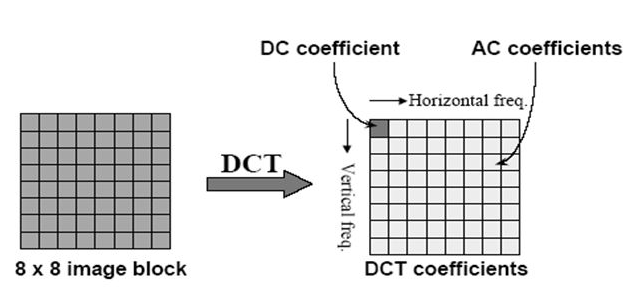 DC coefficient
AC coefficients
Horizontal freq.
DCT
Vertical freq.
8 x 8 image block
DCT coefficients